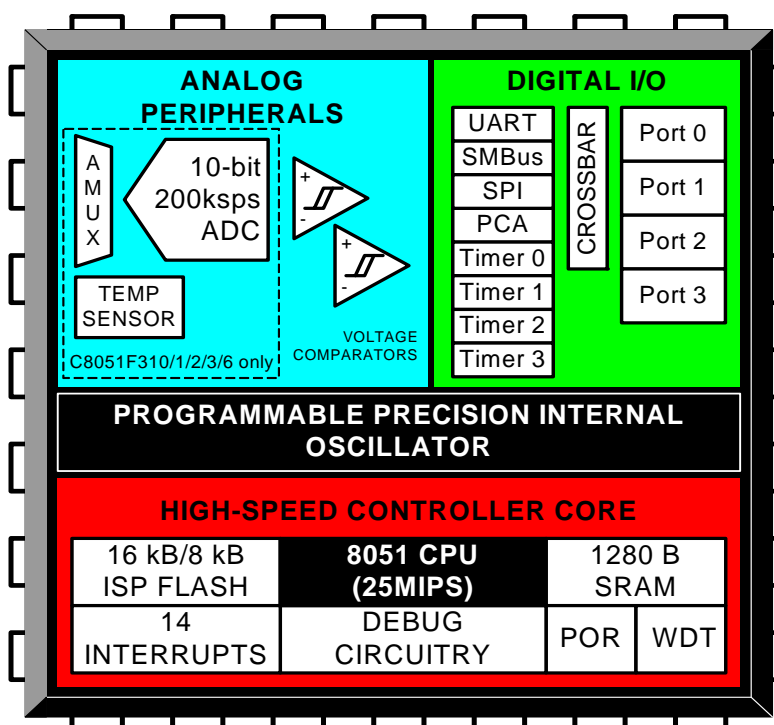 ANALOG
PERIPHERALS
A
M
U
X
10-bit
200ksps
ADC
+
-
+
-
TEMP
SENSOR
VOLTAGE
COMPARATORS
C8051F310/1/2/3/6 only
DIGITAL I/O
UART
SMBus
SPI
PCA
Timer 0
Timer 1
Timer 2
Timer 3
CROSSBAR
Port 0
Port 1
Port 2
Port 3
PROGRAMMABLE PRECISION INTERNAL
OSCILLATOR
HIGH-SPEED CONTROLLER CORE
16 kB/8 kB
ISP FLASH
8051 CPU
(25MIPS)
1280 B
SRAM
14
INTERRUPTS
DEBUG
CIRCUITRY
POR
WDT